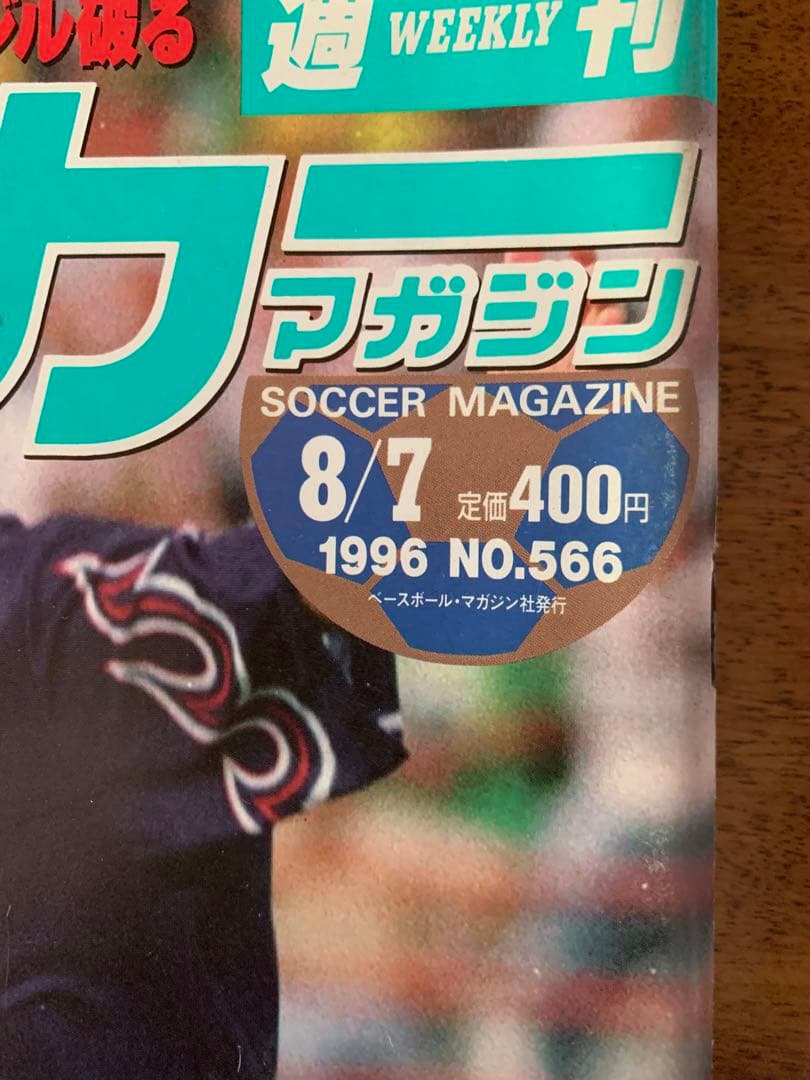 ジル破る
週 WEEKLY 刊
カー
マガジン
SOCCER MAGAZINE
8/7 定価400円
1996 NO.566
ベースボール・マガジン社発行